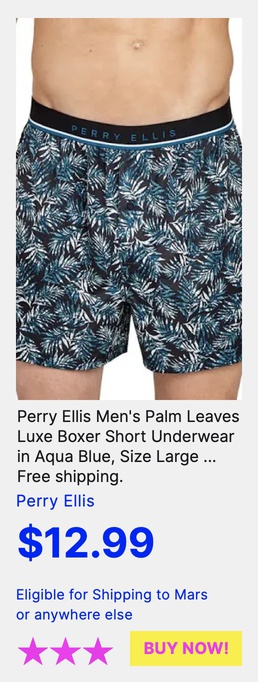 PERRY ELLIS
Perry Ellis Men's Palm Leaves
Luxe Boxer Short Underwear
in Aqua Blue, Size Large ...
Free shipping.
Perry Ellis
$12.99
Eligible for Shipping to Mars
or anywhere else
BUY NOW!